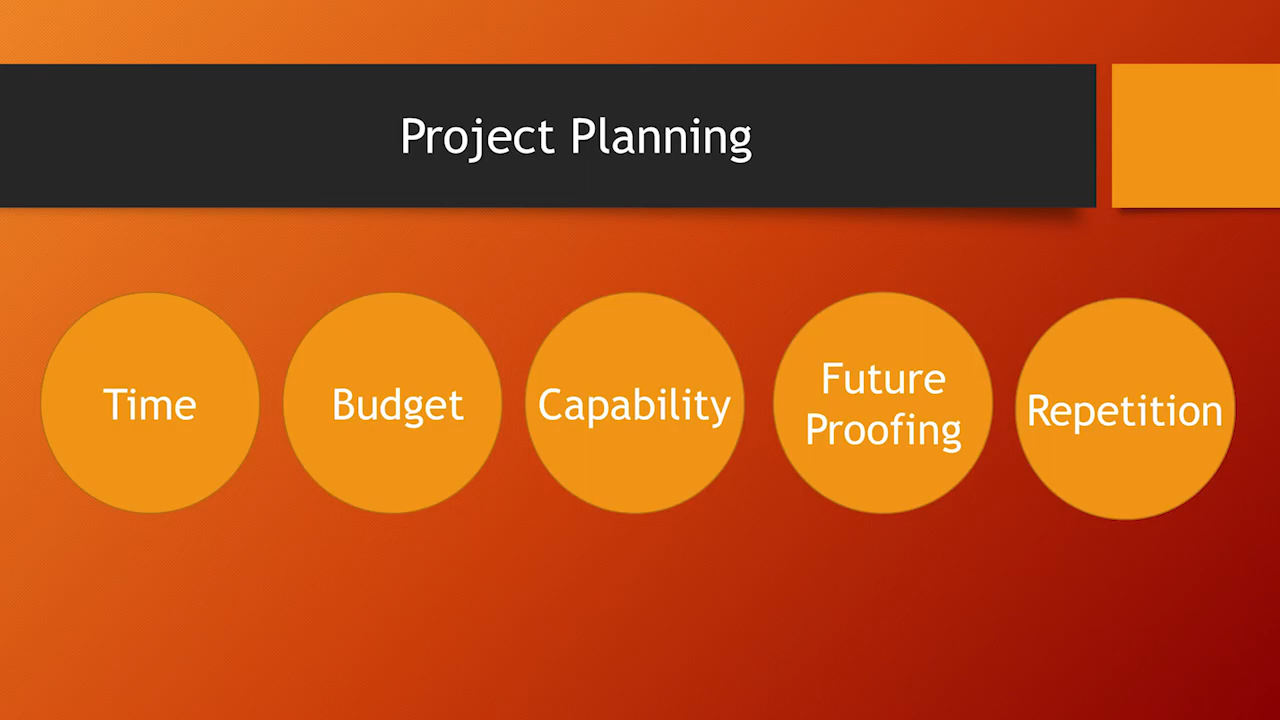 Project Planning
Time
Budget
Capability
Future
Proofing
Repetition